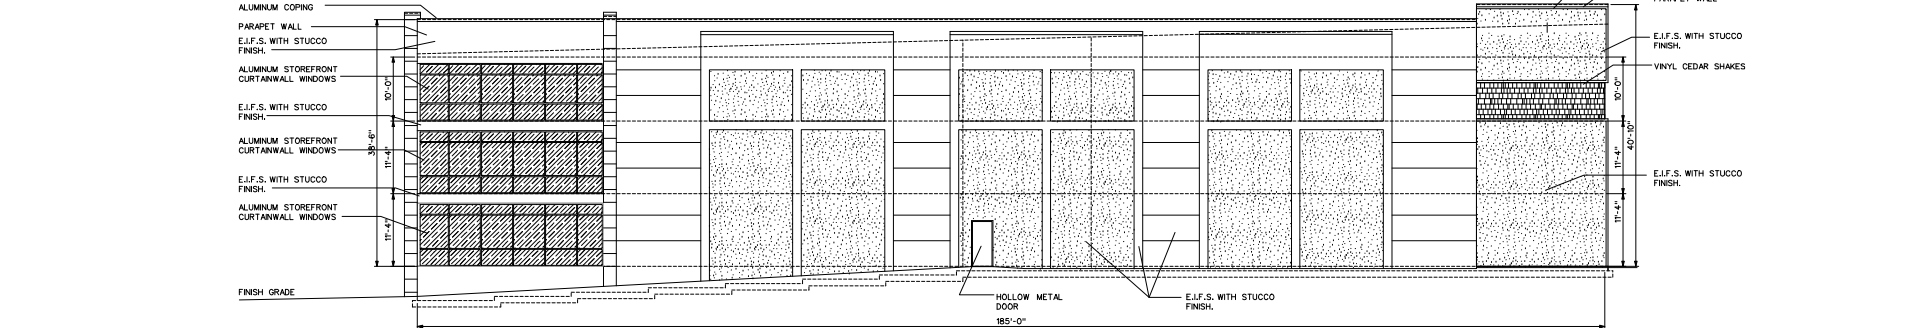 ALUMINUM COPING
PARAPET WALL
E.I.F.S. WITH STUCCO
FINISH.
ALUMINUM STOREFRONT
CURTAINWALL WINDOWS
E.I.F.S. WITH STUCCO
FINISH.
ALUMINUM STOREFRONT
CURTAINWALL WINDOWS
E.I.F.S. WITH STUCCO
FINISH.
ALUMINUM STOREFRONT
CURTAINWALL WINDOWS
FINISH GRADE
38'-6"
10'-0"
11'-4"
11'-4"
HOLLOW METAL
DOOR
E.I.F.S. WITH STUCCO
FINISH.
185'-0"
10'-0"
11'-4"
11'-4"
40'-10"
E.I.F.S. WITH STUCCO
FINISH.
VINYL CEDAR SHAKES
E.I.F.S. WITH STUCCO
FINISH.